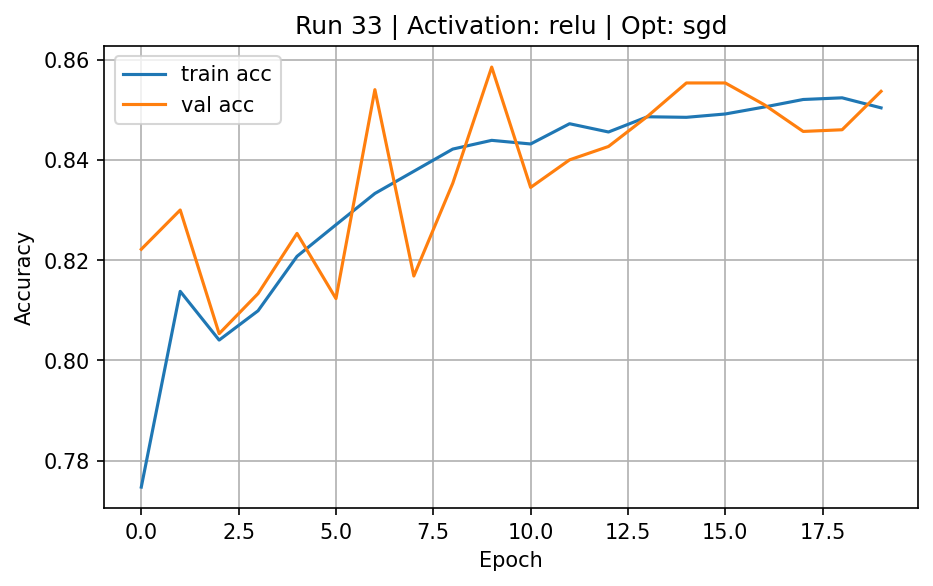 Run 33 | Activation: relu | Opt: sgd
train acc
val acc
0.86
0.84
0.82
0.80
0.78
Accuracy
0.0 2.5 5.0 7.5 10.0 12.5 15.0 17.5
Epoch